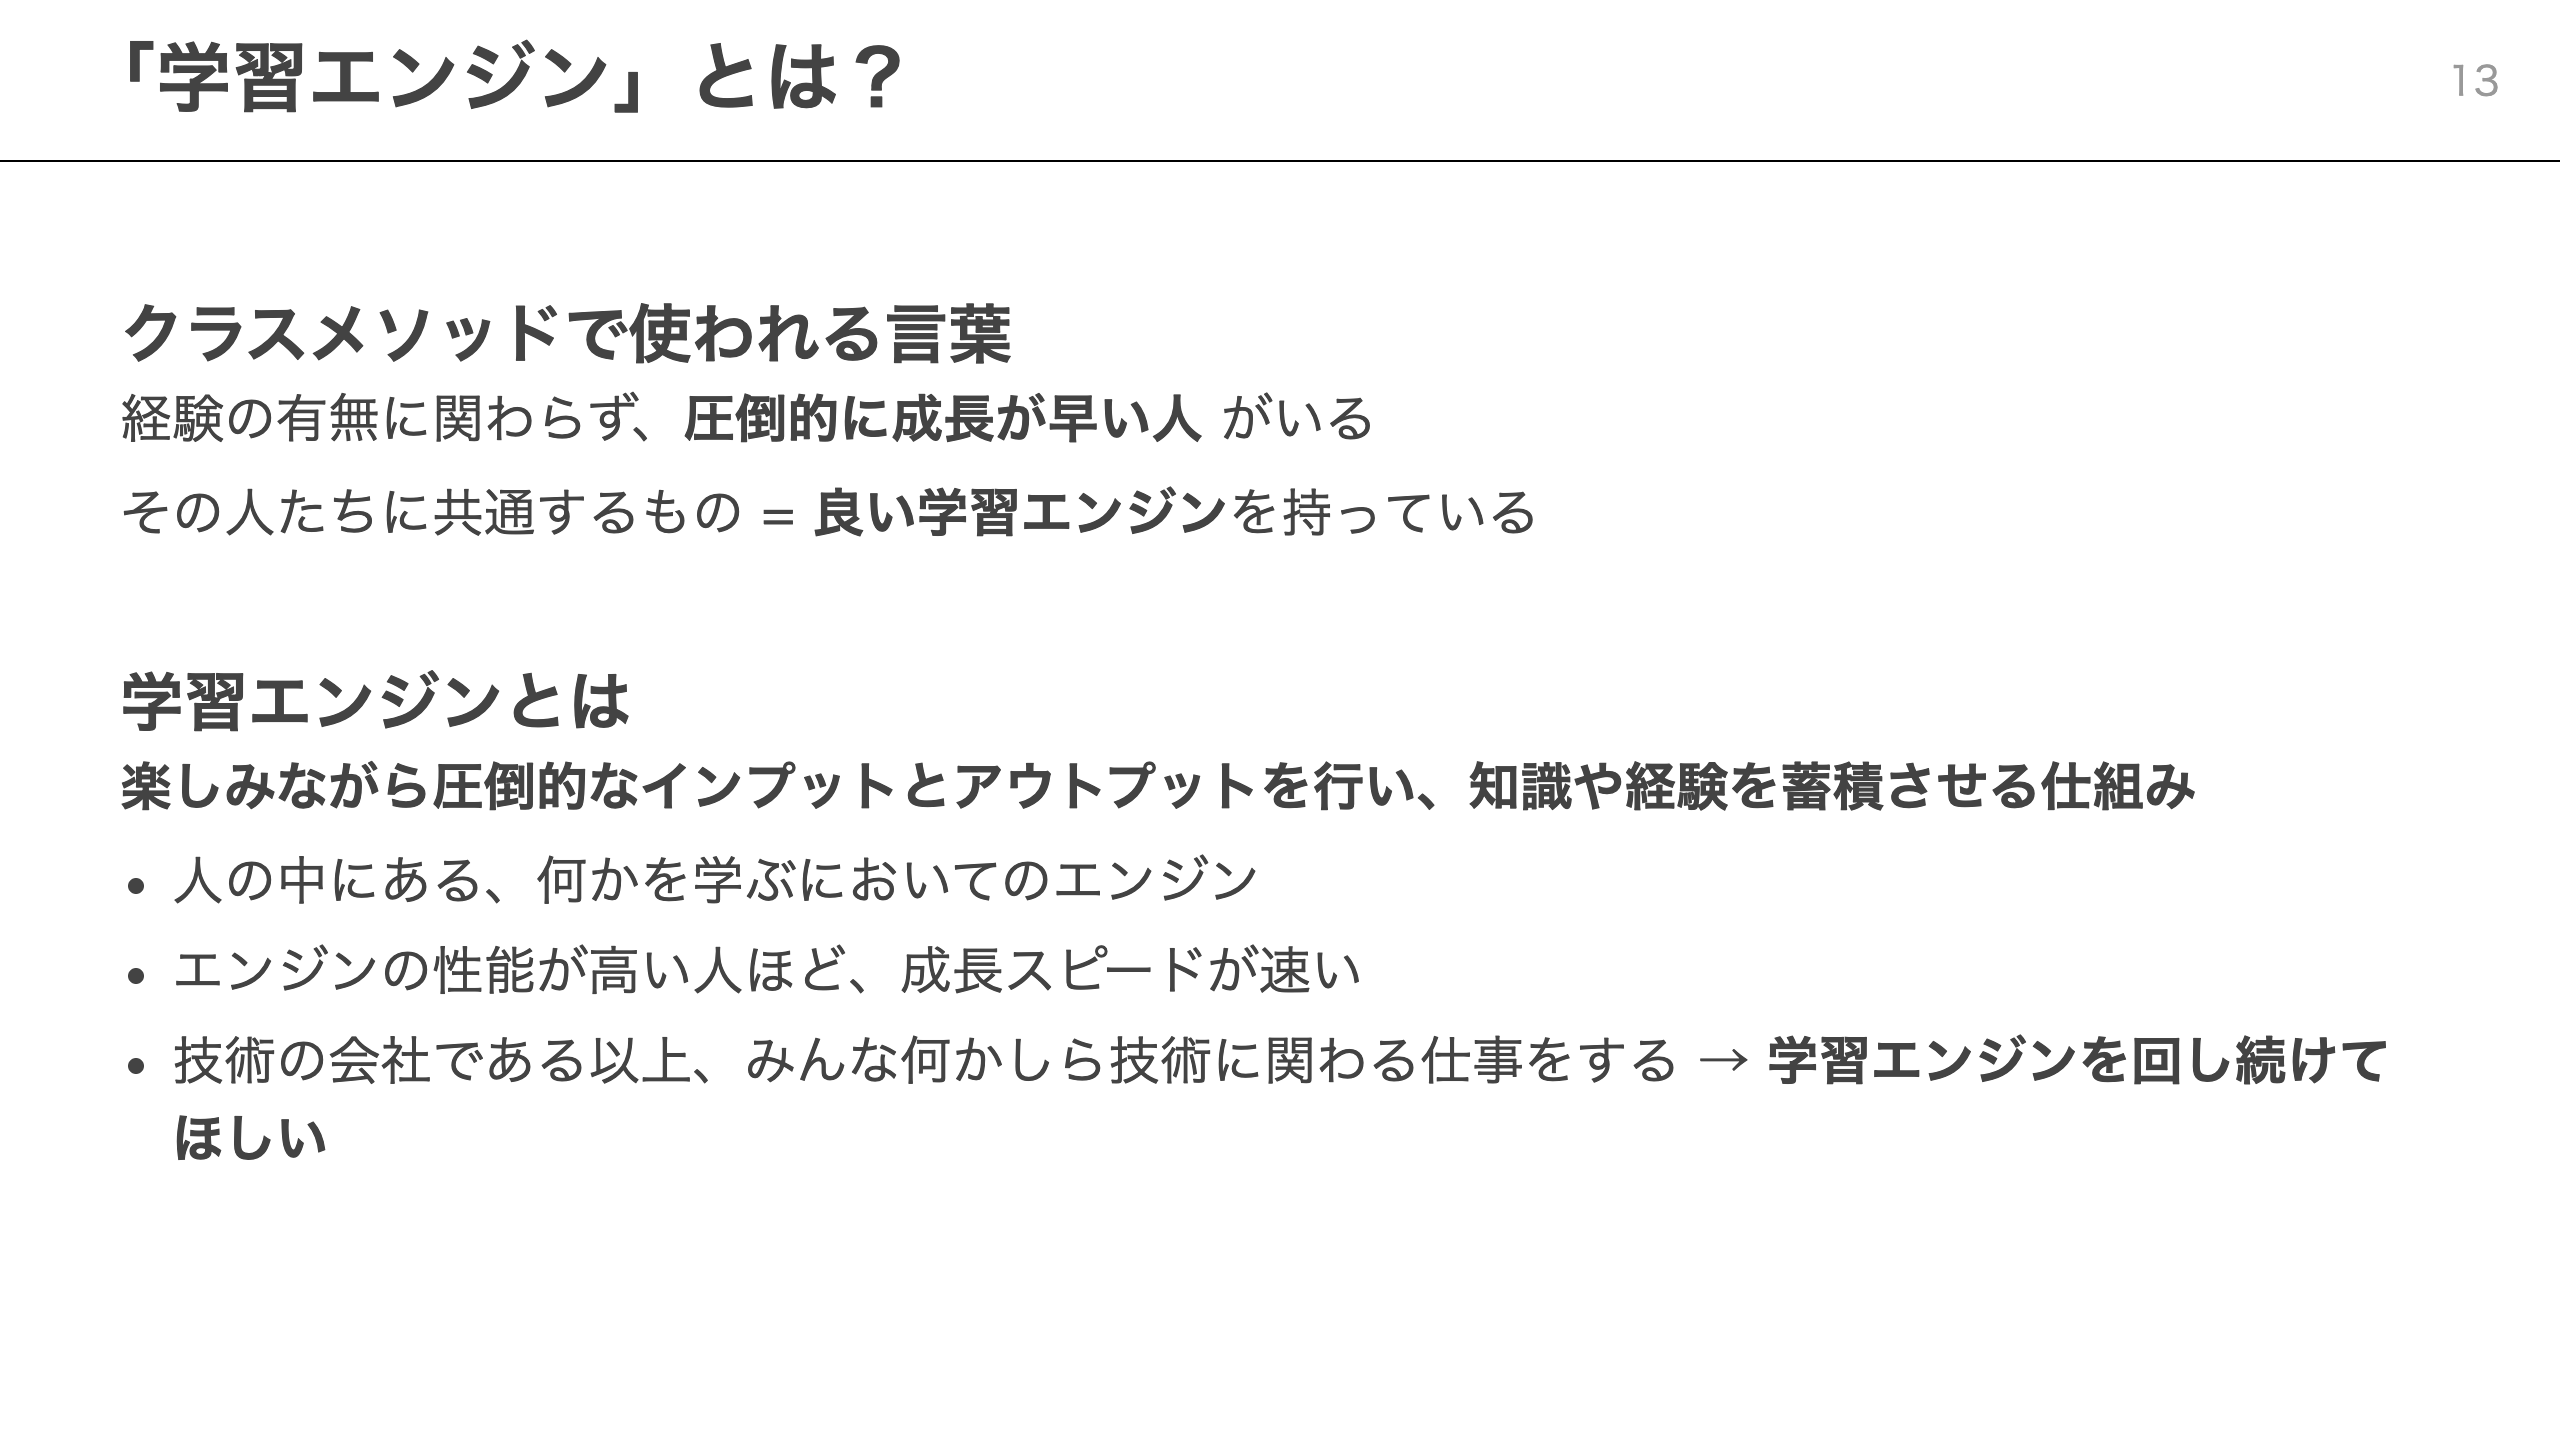 「学習エンジン」とは？
13
クラスメソッドで使われる言葉
経験の有無に関わらず、圧倒的に成長が早い人 がいる
その人たちに共通するもの = 良い学習エンジンを持っている
学習エンジンとは
楽しみながら圧倒的なインプットとアウトプットを行い、知識や経験を蓄積させる仕組み
• 人の中にある、何かを学ぶにおいてのエンジン
• エンジンの性能が高い人ほど、成長スピードが速い
• 技術の会社である以上、みんな何かしら技術に関わる仕事をする → 学習エンジンを回し続けて
ほしい